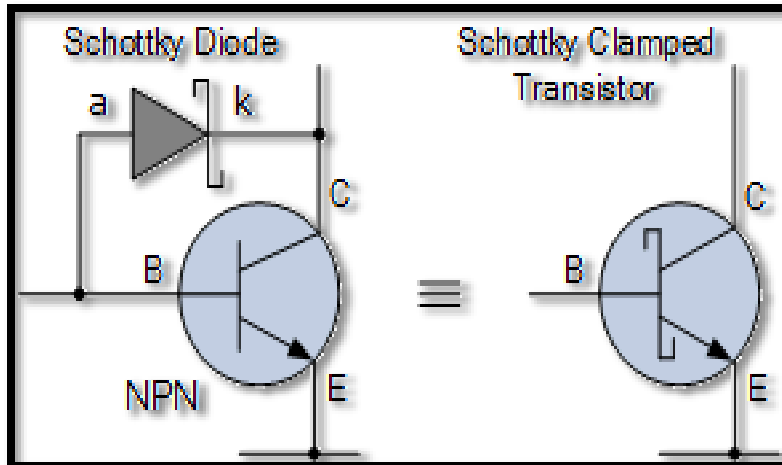 Schottky Diode
a
k
C
B
E
NPN
≡
Schottky Clamped
Transistor
C
B
E